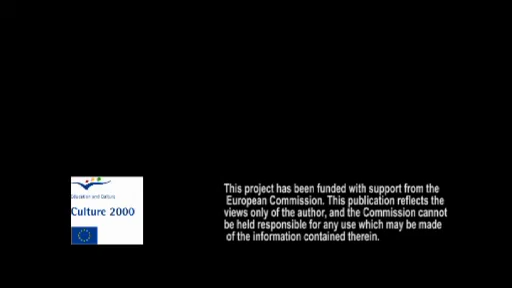 Education and Culture
Culture 2000
This project has been funded with support from the
European Commission. This publication reflects the
views only of the author, and the Commission cannot
be held responsible for any use which may be made
of the information contained therein.